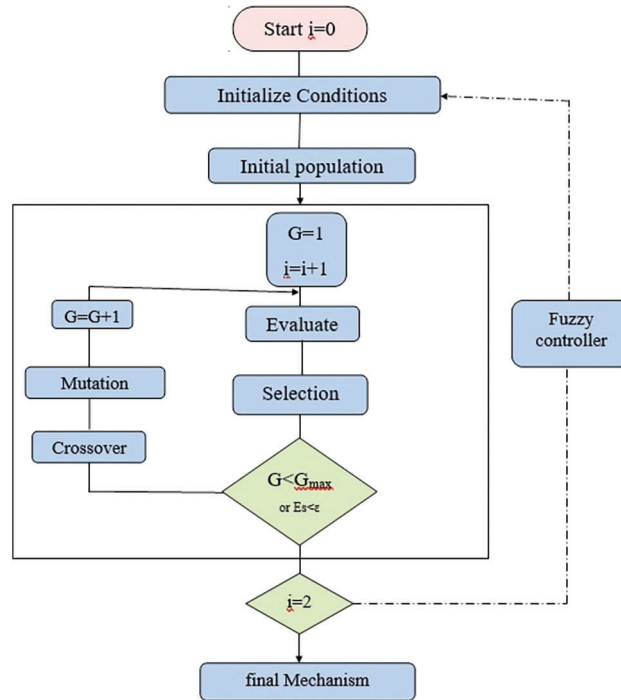 Start i=0
Initialize Conditions
Initial population
G=1
i=i+1
G=G+1
Evaluate
Fuzzy
controller
Mutation
Selection
Crossover
G<Gmax
or Es<ε
i=2
final Mechanism